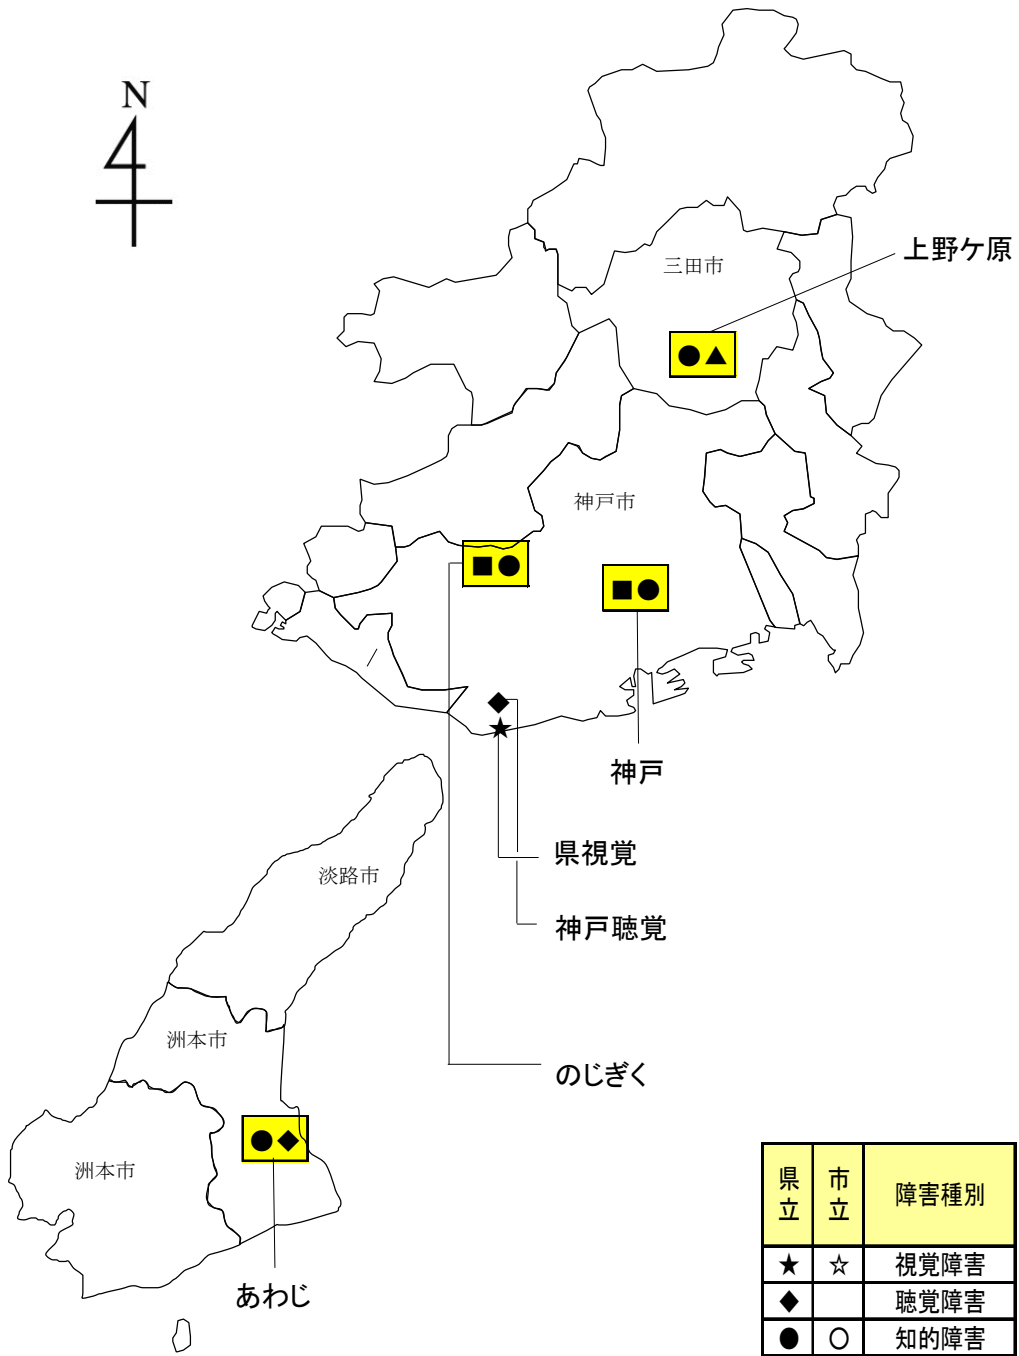 N
上野ケ原
三田市
神戸市
神戸
県視覚
淡路市
神戸聴覚
洲本市
のじぎく
洲本市
あわじ
県立 市立 障害種別
★ ☆ 視覚障害
◆ 聴覚障害
● ○ 知的障害